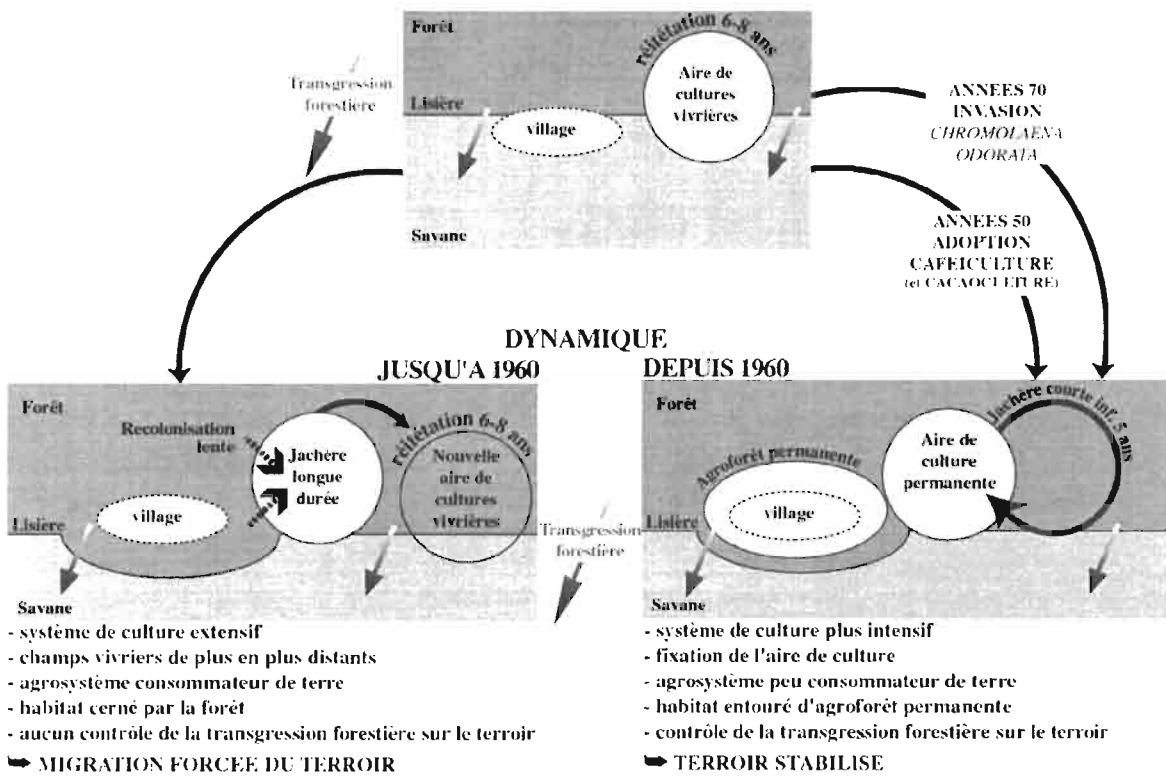 Forêt
réitétation 6-8 ans
Aire de
cultures
vivrières
Transgression
forestière
Lisière
village
Savane
ANNEES 70
INVASION
CHROMOLAENA
ODORATA
ANNEES 50
ADOPTION
CAFEICULTURE
(et CACAOCULTURE)
DYNAMIQUE
JUSQU'A 1960
DEPUIS 1960
Forêt
Recolonisation
lente
Jachère
longue
durée
réitétation 6-8 ans
Nouvelle
aire de
cultures
vivrières
village
Lisière
Savane
Transgression
forestière
Forêt
Agroforêt permanente
village
Aire de
culture
permanente
Jachère courte inf. 5 ans
Lisière
Savane
- système de culture extensif
- champs vivriers de plus en plus distants
- agrosystème consommateur de terre
- habitat cerné par la forêt
- aucun contrôle de la transgression forestière sur le terroir
➥ MIGRATION FORCEE DU TERROIR
- système de culture plus intensif
- fixation de l'aire de culture
- agrosystème peu consommateur de terre
- habitat entouré d'agroforêt permanente
- contrôle de la transgression forestière sur le terroir
➥ TERROIR STABILISE